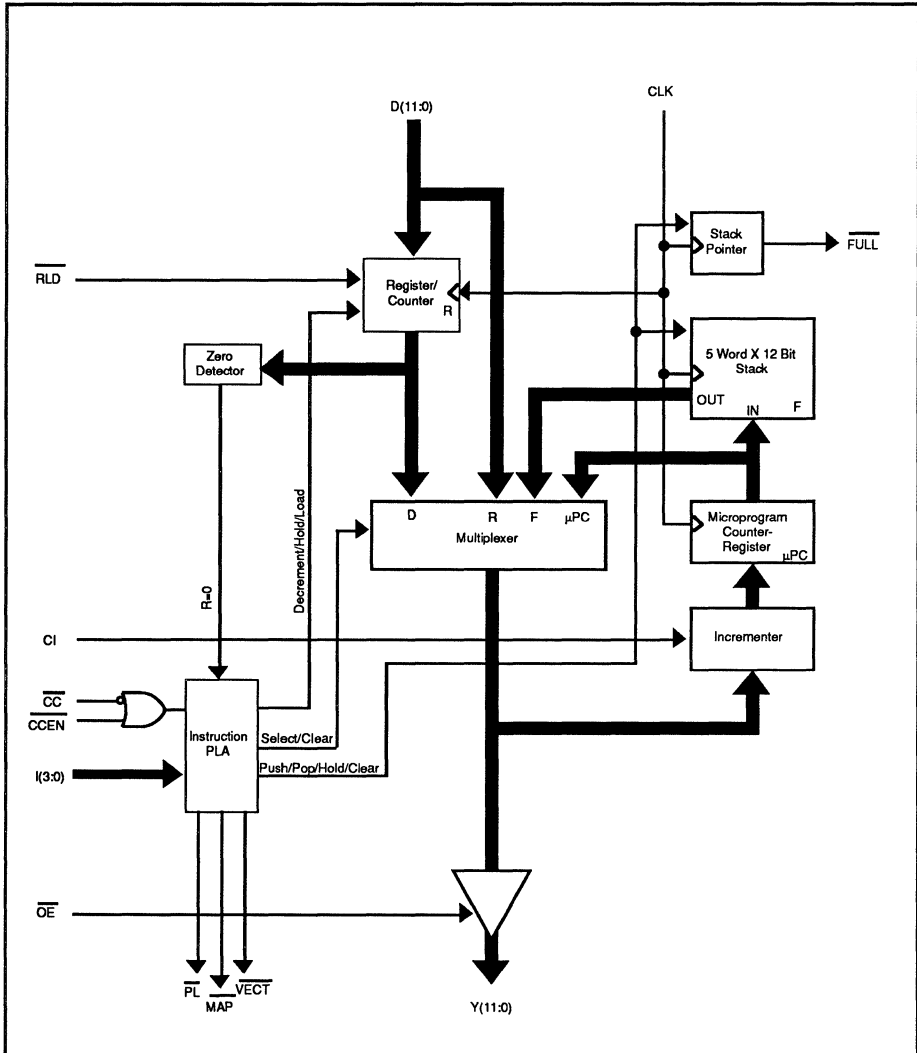 CLK
D(11:0)
Stack
Pointer
FULL
RLD
Register/
Counter
R
Zero
Detector
5 Word X 12 Bit
Stack
OUT
IN
F
D
R
F
µPC
Multiplexer
Microprogram
Counter-
Register
µPC
Decrement/Hold/Load
R=0
CI
Incrementer
CC
CCEN
Instruction
PLA
Select/Clear
Push/Pop/Hold/Clear
I(3:0)
OE
PL
MAP
VECT
Y(11:0)